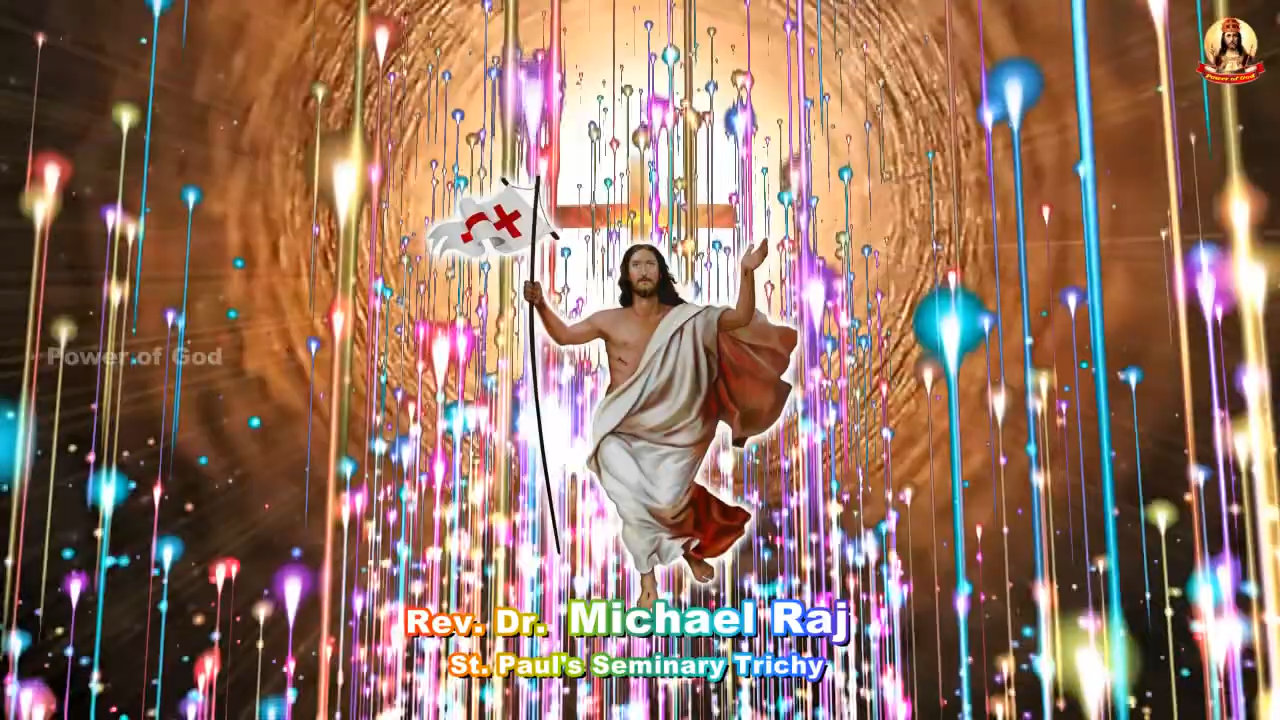 Power of God
Power of God
Rev. Dr. Michael Raj
St. Paul's Seminary Trichy